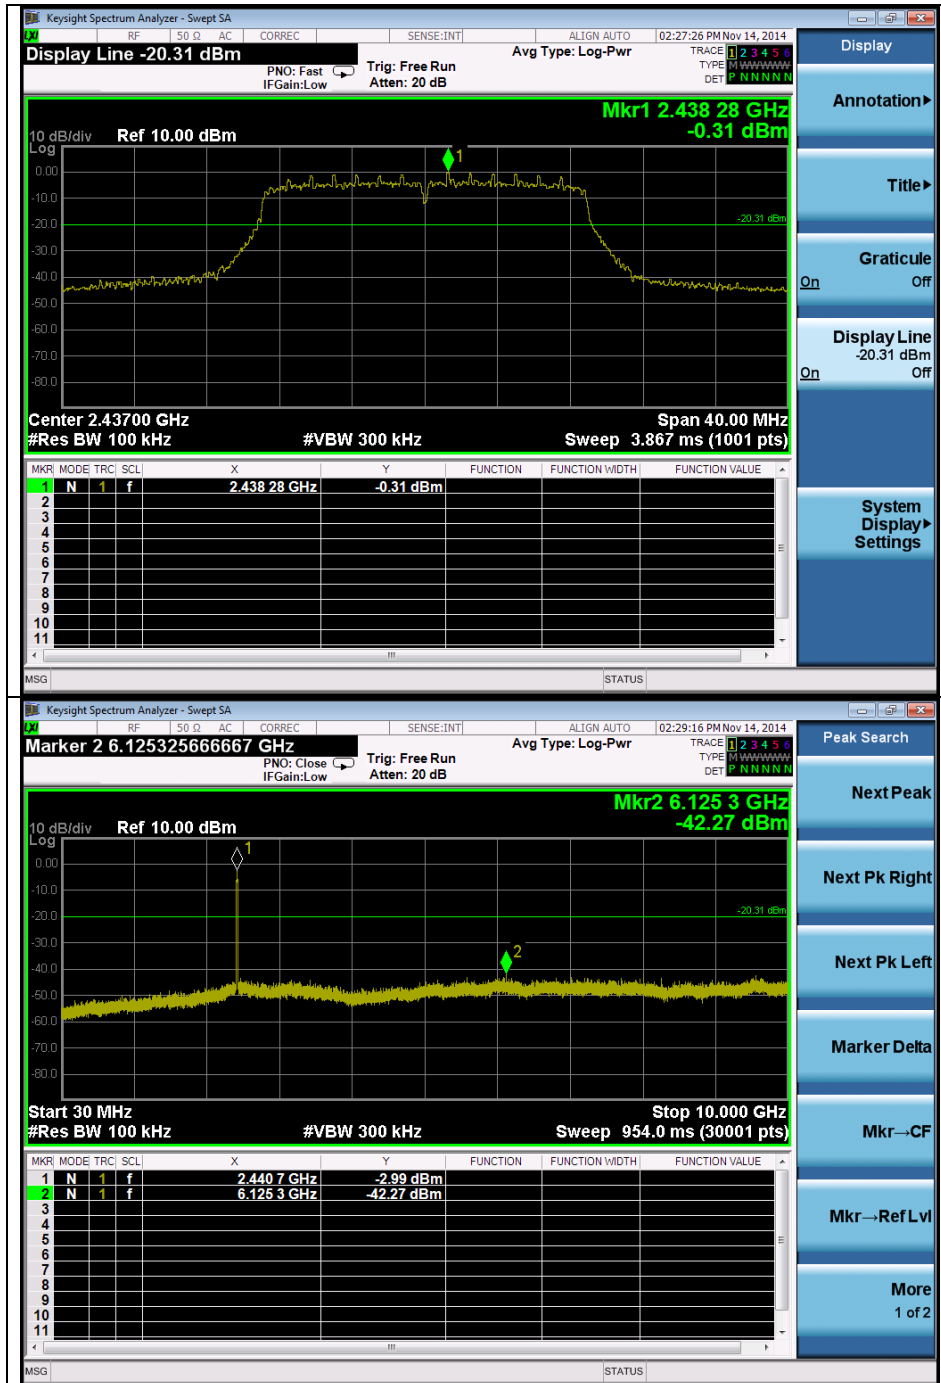 Keysight Spectrum Analyzer - Swept SA
LXI RF 50 Ω AC CORREC SENSE:INT ALIGN AUTO 02:27:26 PM Nov 14, 2014
Display Line -20.31 dBm
Avg Type: Log-Pwr
TRACE 1 2 3 4 5 6
TYPE M WWWWW
DET P N N N N N
PNO: Fast
IFGain:Low
Trig: Free Run
Atten: 20 dB
Mkr1 2.438 28 GHz
-0.31 dBm
10 dB/div Ref 10.00 dBm
Log
1
0.00
-10.0
-20.0
-20.31 dBm
-30.0
-40.0
-50.0
-60.0
-70.0
-80.0
Center 2.43700 GHz Span 40.00 MHz
#Res BW 100 kHz #VBW 300 kHz Sweep 3.867 ms (1001 pts)
MKR MODE TRC SCL X Y FUNCTION FUNCTION WIDTH FUNCTION VALUE
1 N 1 f 2.438 28 GHz -0.31 dBm
2
3
4
5
6
7
8
9
10
11
MSG STATUS
Display
Annotation
Title
Graticule
On Off
Display Line
-20.31 dBm
On Off
System
Display
Settings
Keysight Spectrum Analyzer - Swept SA
LXI RF 50 Ω AC CORREC SENSE:INT ALIGN AUTO 02:29:16 PM Nov 14, 2014
Marker 2 6.125325666667 GHz
Avg Type: Log-Pwr
TRACE 1 2 3 4 5 6
TYPE M WWWWW
DET P N N N N N
PNO: Close
IFGain:Low
Trig: Free Run
Atten: 20 dB
Mkr2 6.125 3 GHz
-42.27 dBm
10 dB/div Ref 10.00 dBm
Log
1
0.00
-10.0
-20.0
-20.31 dBm
-30.0
2
-40.0
-50.0
-60.0
-70.0
-80.0
Start 30 MHz Stop 10.000 GHz
#Res BW 100 kHz #VBW 300 kHz Sweep 954.0 ms (30001 pts)
MKR MODE TRC SCL X Y FUNCTION FUNCTION WIDTH FUNCTION VALUE
1 N 1 f 2.440 7 GHz -2.99 dBm
2 N 1 f 6.125 3 GHz -42.27 dBm
3
4
5
6
7
8
9
10
11
MSG STATUS
Peak Search
Next Peak
Next Pk Right
Next Pk Left
Marker Delta
Mkr→CF
Mkr→Ref Lvl
More
1 of 2